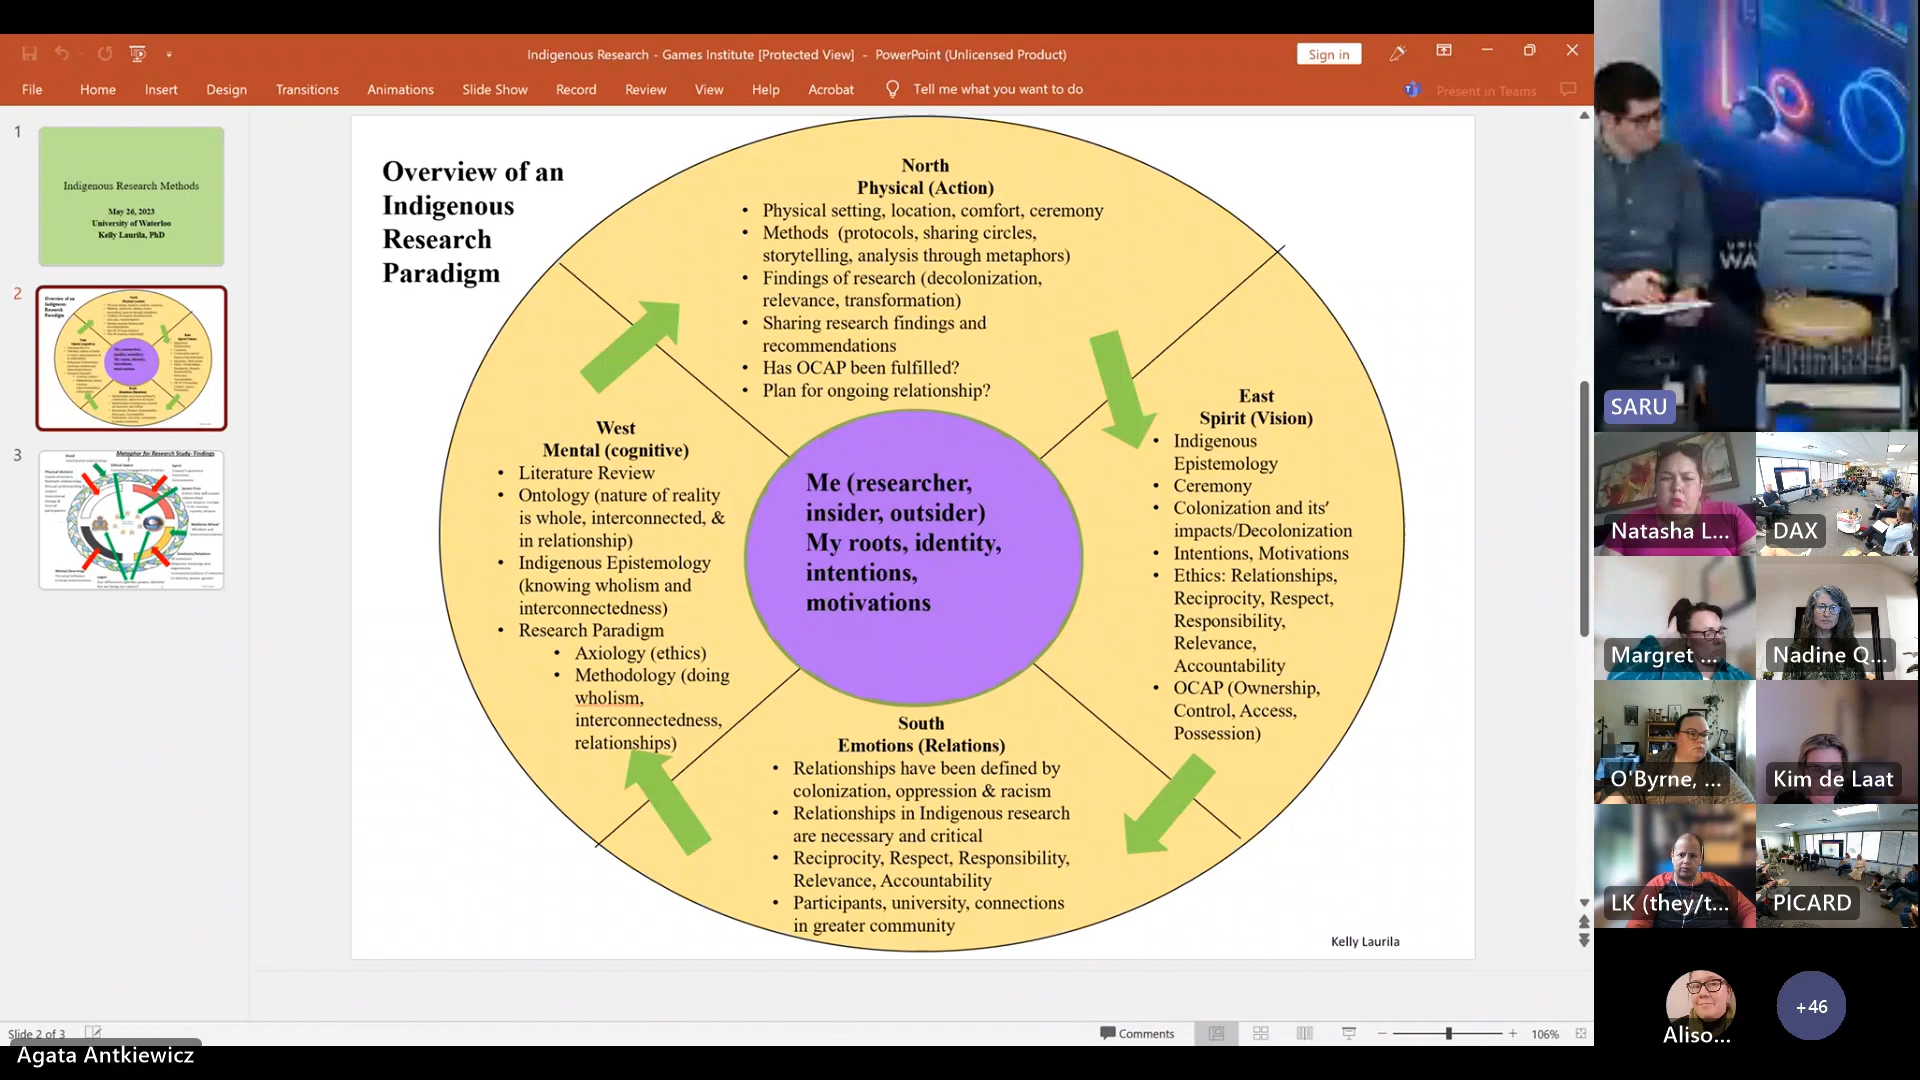 Indigenous Research - Games Institute [Protected View] - PowerPoint (Unlicensed Product)
Sign in
File
Home
Insert
Design
Transitions
Animations
Slide Show
Record
Review
View
Help
Acrobat
Tell me what you want to do
Present in Teams
1
Indigenous Research Methods
May 26, 2023
University of Waterloo
Kelly Laurila, PhD
2
3
Metaphor for Research Study- Findings
Overview of an
Indigenous
Research
Paradigm
North
Physical (Action)
• Physical setting, location, comfort, ceremony
• Methods (protocols, sharing circles,
storytelling, analysis through metaphors)
• Findings of research (decolonization,
relevance, transformation)
• Sharing research findings and
recommendations
• Has OCAP been fulfilled?
• Plan for ongoing relationship?
East
Spirit (Vision)
• Indigenous
Epistemology
• Ceremony
• Colonization and its’
impacts/Decolonization
• Intentions, Motivations
• Ethics: Relationships,
Reciprocity, Respect,
Responsibility,
Relevance,
Accountability
• OCAP (Ownership,
Control, Access,
Possession)
West
Mental (cognitive)
• Literature Review
• Ontology (nature of reality
is whole, interconnected, &
in relationship)
• Indigenous Epistemology
(knowing wholism and
interconnectedness)
• Research Paradigm
• Axiology (ethics)
• Methodology (doing
wholism,
interconnectedness,
relationships)
Me (researcher,
insider, outsider)
My roots, identity,
intentions,
motivations
South
Emotions (Relations)
• Relationships have been defined by
colonization, oppression & racism
• Relationships in Indigenous research
are necessary and critical
• Reciprocity, Respect, Responsibility,
Relevance, Accountability
• Participants, university, connections
in greater community
Kelly Laurila
Slide 2 of 3
Comments
106%
Agata Antkiewicz
SARU
Natasha L...
DAX
Margret ...
Nadine Q...
O'Byrne, ...
Kim de Laat
LK (they/t...
PICARD
Aliso...
+46